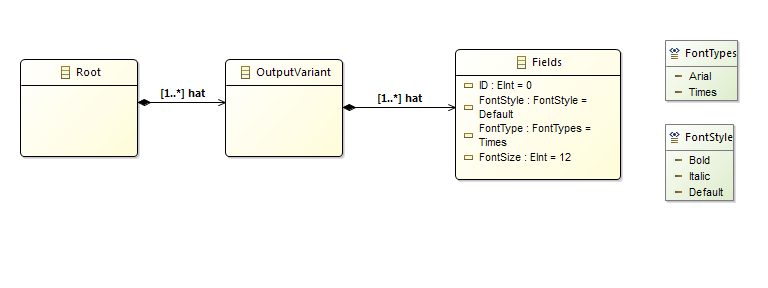 Root
[1..*] hat
OutputVariant
[1..*] hat
Fields
ID : EInt = 0
FontStyle : FontStyle =
Default
FontType : FontTypes =
Times
FontSize : EInt = 12
FontTypes
Arial
Times
FontStyle
Bold
Italic
Default